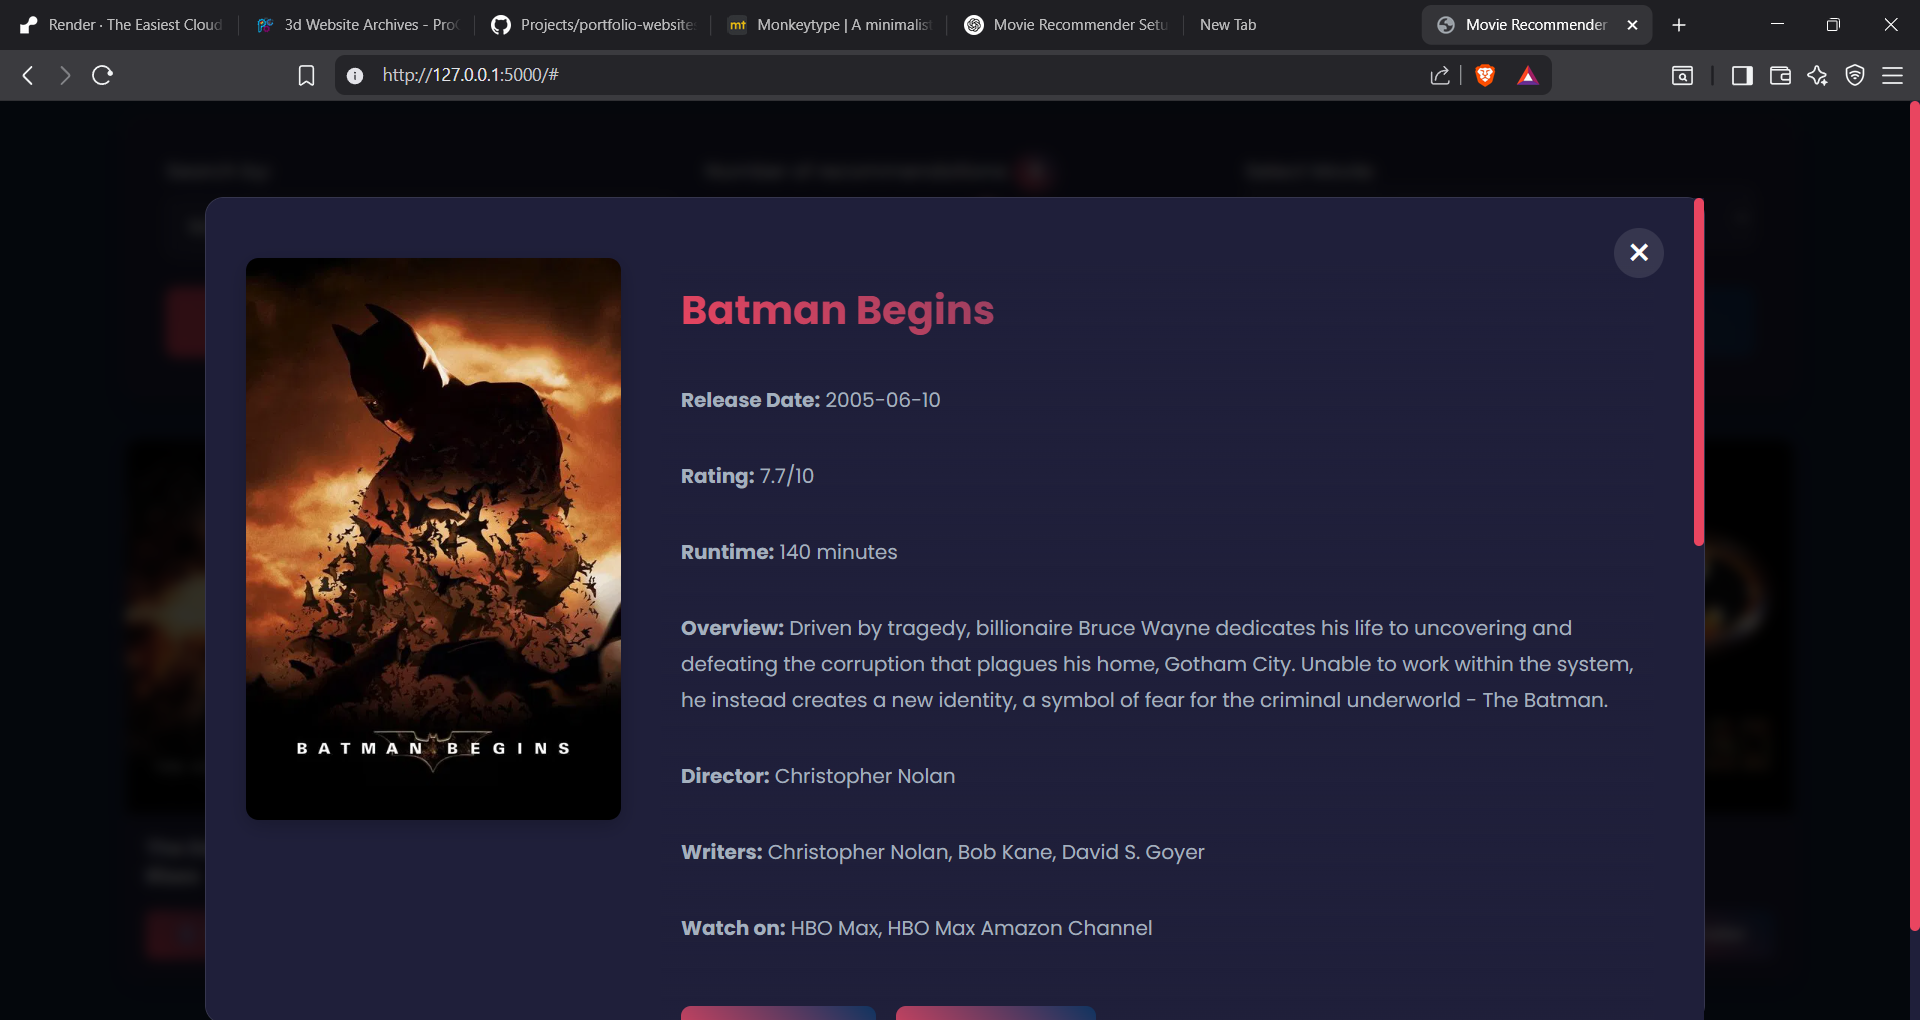 Render · The Easiest Cloud
3d Website Archives - Pro
Projects/portfolio-website
mt Monkeytype | A minimalist
Movie Recommender Setu
New Tab
Movie Recommender
http://127.0.0.1:5000/#
Batman Begins
Release Date: 2005-06-10
Rating: 7.7/10
Runtime: 140 minutes
Overview: Driven by tragedy, billionaire Bruce Wayne dedicates his life to uncovering and
defeating the corruption that plagues his home, Gotham City. Unable to work within the system,
he instead creates a new identity, a symbol of fear for the criminal underworld - The Batman.
BATMAN BEGINS
Director: Christopher Nolan
Writers: Christopher Nolan, Bob Kane, David S. Goyer
Watch on: HBO Max, HBO Max Amazon Channel